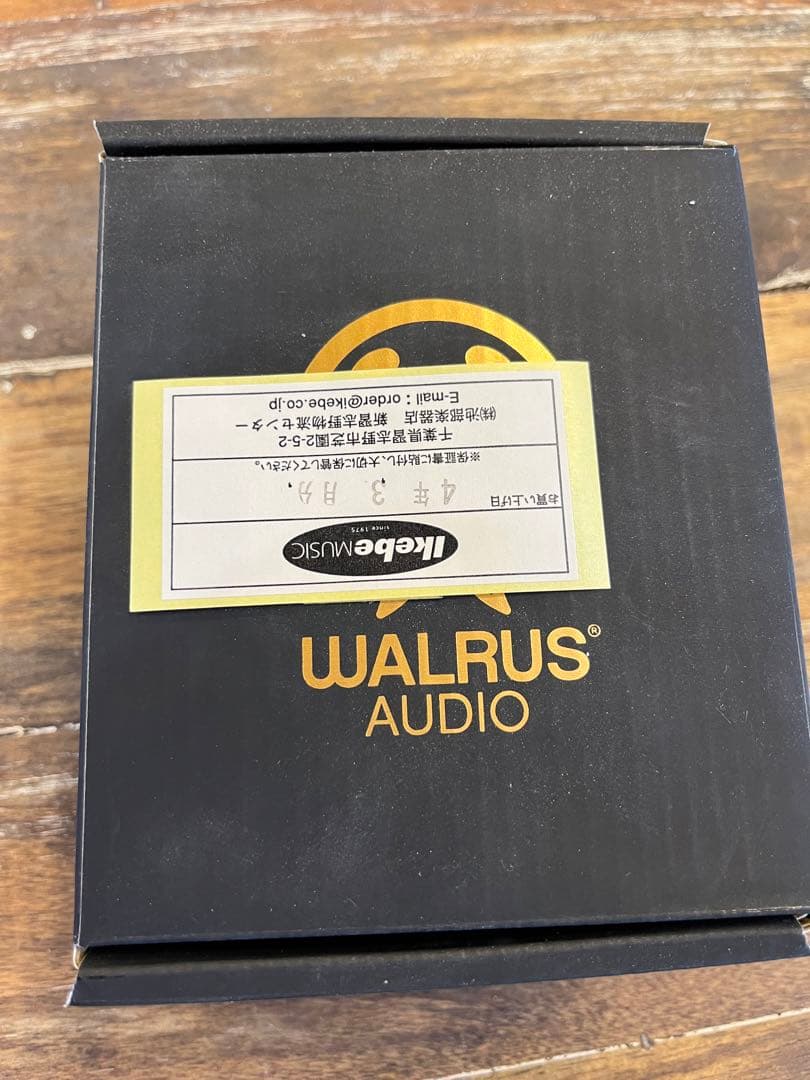 IkebeMUSIC
since 1975
お買い上げ日
4年 3月分
※保証書に貼付し、大切に保管してください。
千葉県習志野市芝園2-5-2
㈱池部楽器店 新習志野物流センター
E-mail：order@ikebe.co.jp
WALRUS®
AUDIO